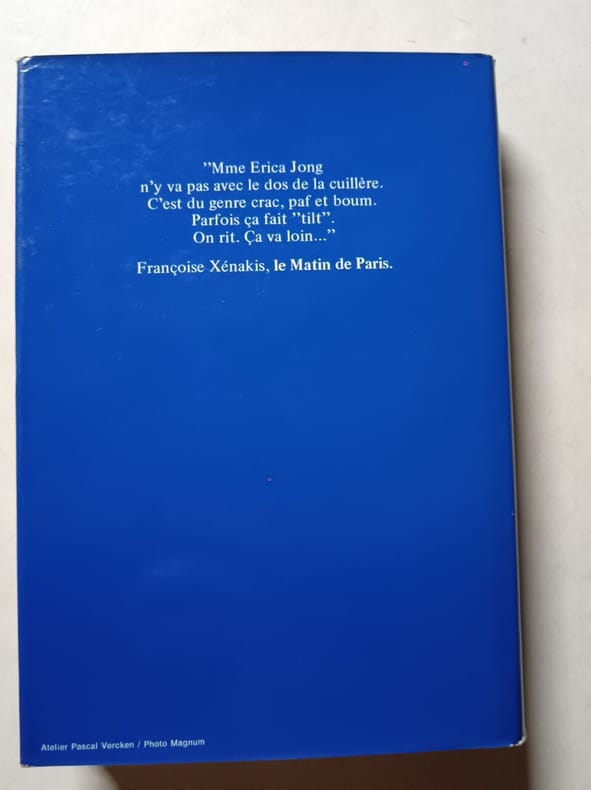 ”Mme Erica Jong
n'y va pas avec le dos de la cuillère.
C'est du genre crac, paf et boum.
Parfois ça fait ”tilt”.
On rit. Ça va loin...”
Françoise Xénakis, le Matin de Paris.
Atelier Pascal Vercken / Photo Magnum